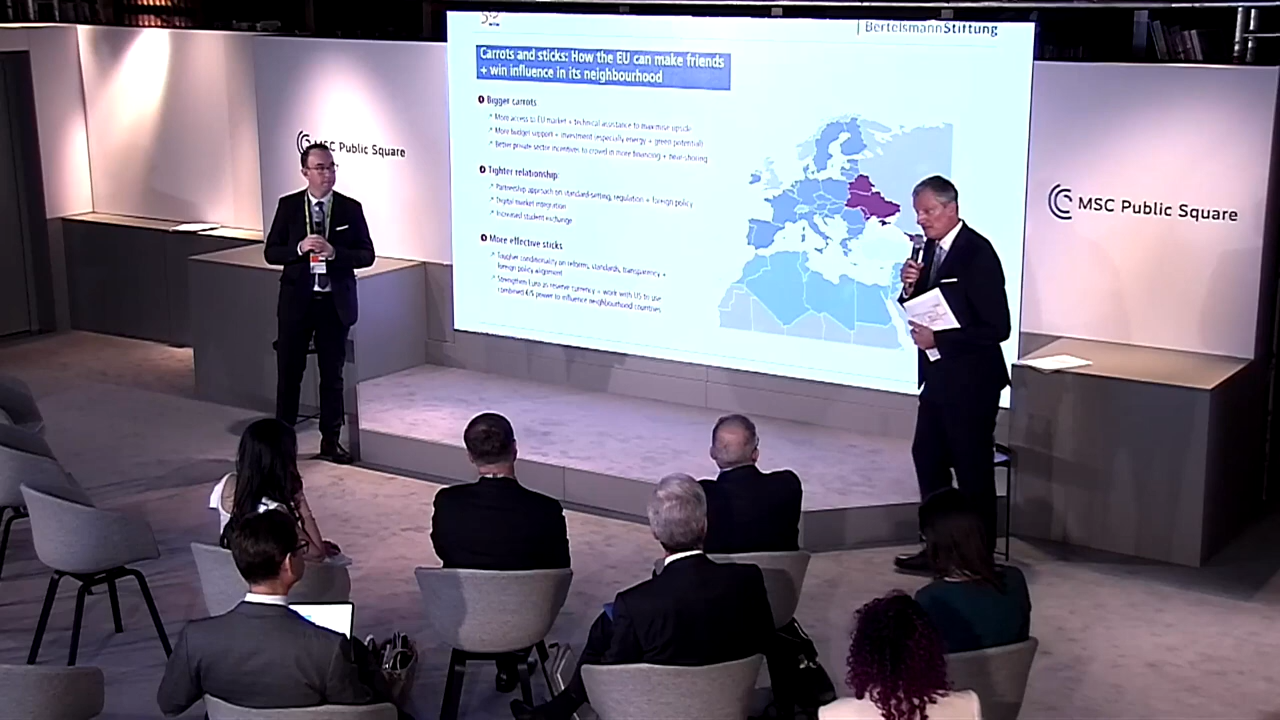 BertelsmannStiftung
Carrots and sticks: How the EU can make friends
+ win influence in its neighbourhood
Bigger carrots
More access to EU market + technical assistance to maximise upside
More budget support + investment (especially energy + green potential)
Better private sector incentives to crowd in more financing + near-shoring
Tighter relationship
Partnership approach on standard-setting, regulation + foreign policy
Digital market integration
Increased student exchange
More effective sticks
Tougher conditionality on reforms, standards, transparency +
foreign policy alignment
Strengthen Euro as reserve currency + work with US to use
combined €/$ power to influence neighbourhood countries
MSC Public Square
MSC Public Square